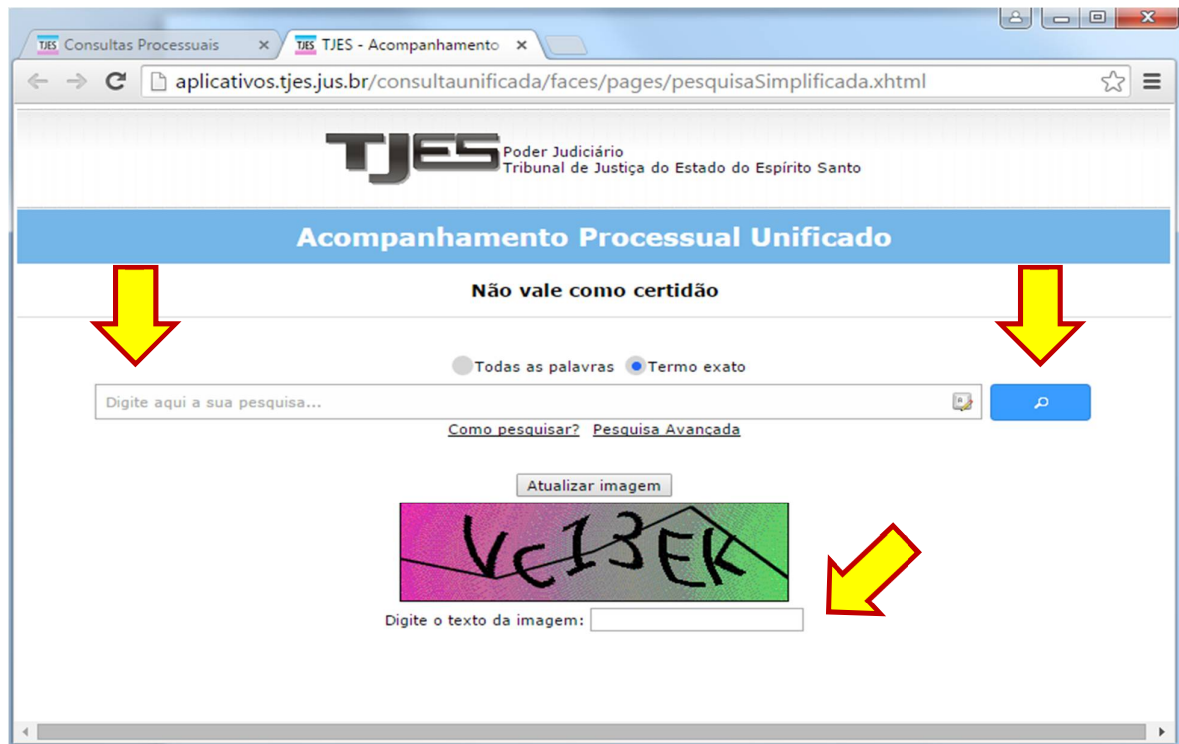 TJES Consultas Processuais
TJES TJES - Acompanhamento
aplicativos.tjes.jus.br/consultaunificada/faces/pages/pesquisaSimplificada.xhtml
TJES
Poder Judiciário
Tribunal de Justiça do Estado do Espírito Santo
Acompanhamento Processual Unificado
Não vale como certidão
Todas as palavras Termo exato
Digite aqui a sua pesquisa...
Como pesquisar? Pesquisa Avançada
Atualizar imagem
VC13EK
Digite o texto da imagem: